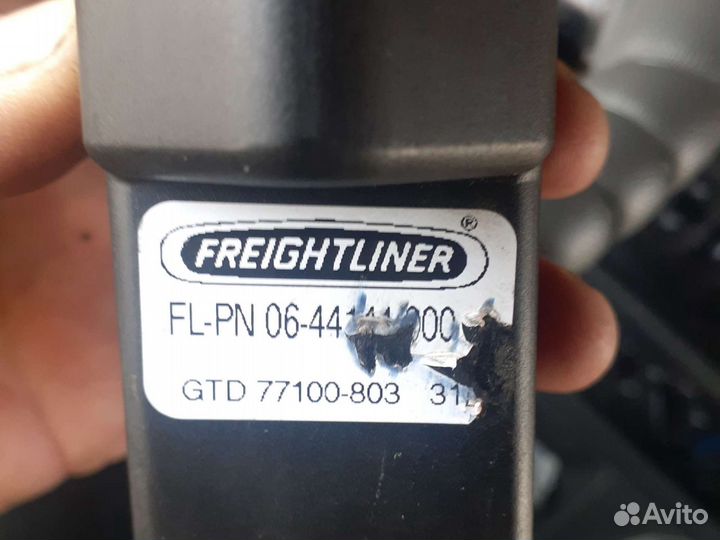 FREIGHTLINER ®
FL-PN
GTD 77100-803
Avito